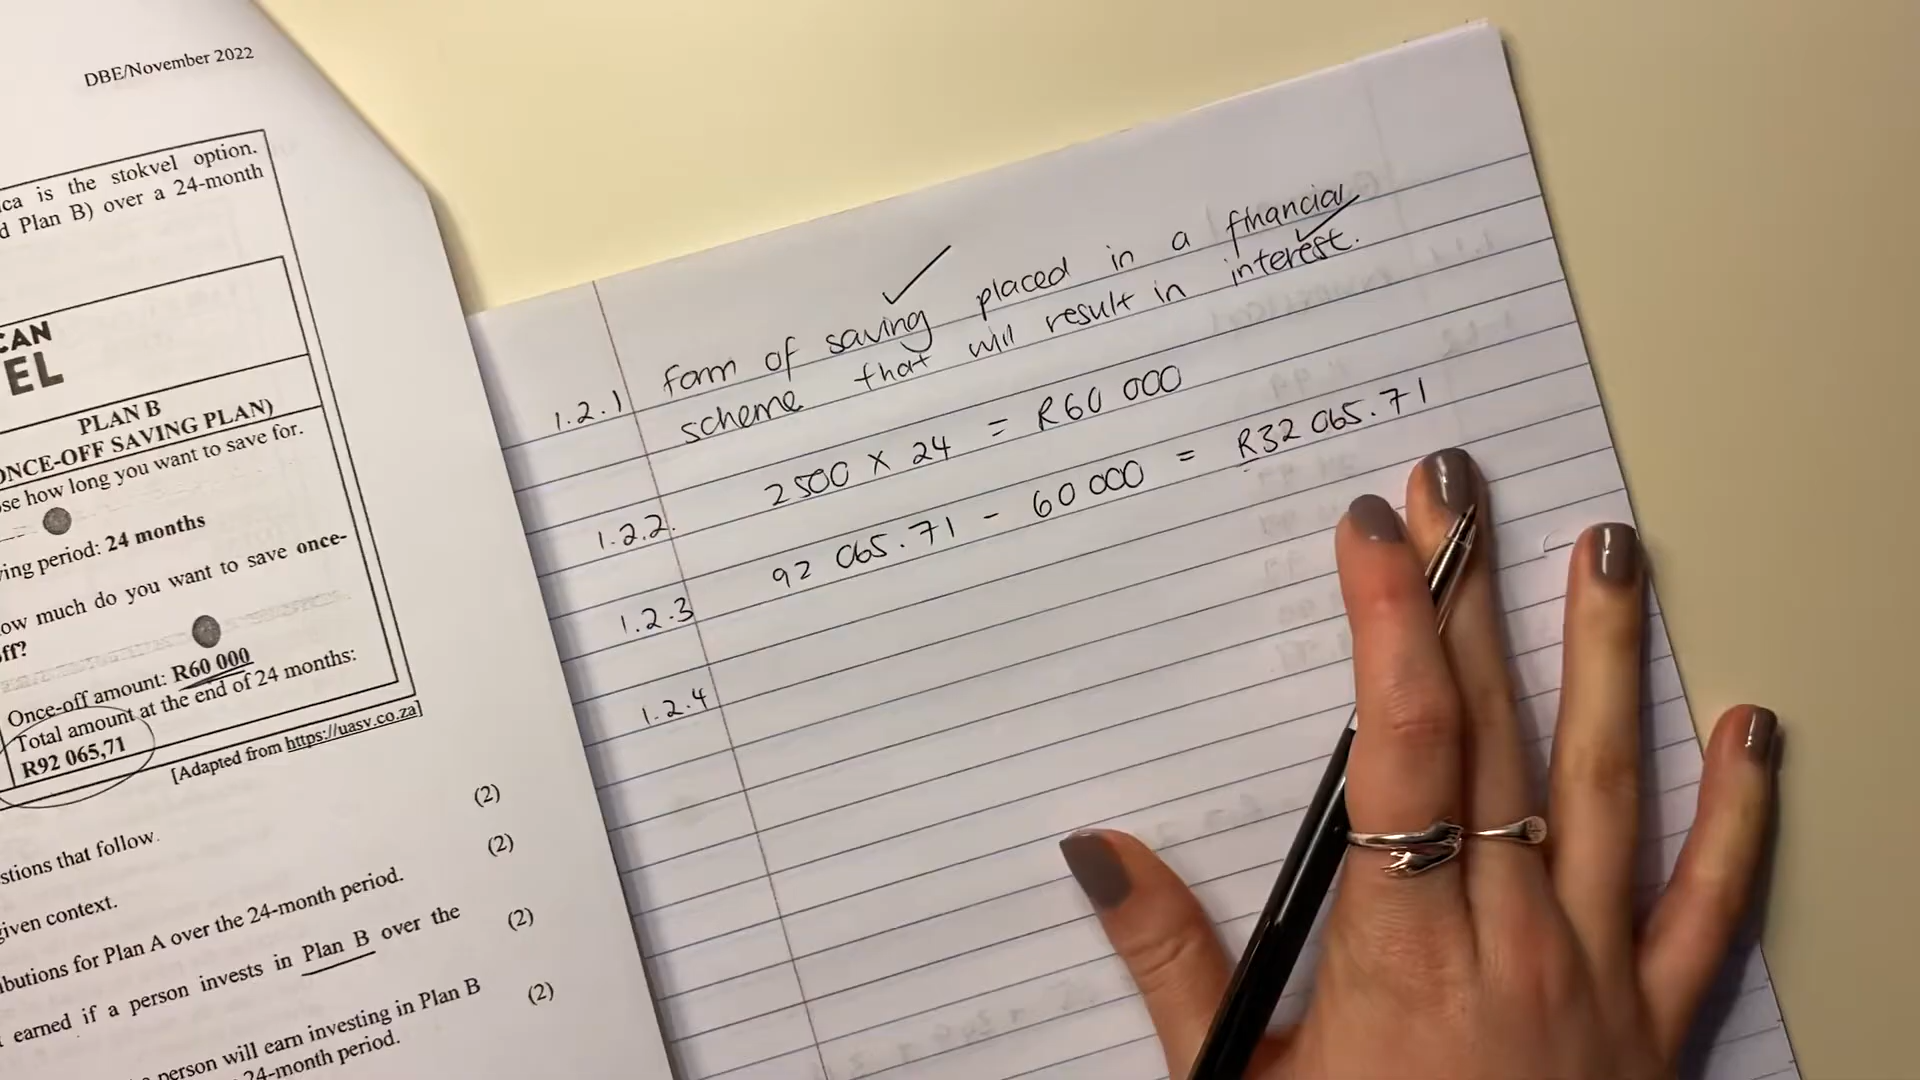 DBE/November 2022
ca is the stokvel option.
d Plan B) over a 24-month
CAN
EL
PLAN B
ONCE-OFF SAVING PLAN)
se how long you want to save for.
ing period: 24 months
ow much do you want to save once-
ff?
Once-off amount: R60 000
Total amount at the end of 24 months:
R92 065,71
[Adapted from https://uasv.co.za]
(2)
stions that follow.
(2)
given context.
ibutions for Plan A over the 24-month period.
(2)
earned if a person invests in Plan B over the
(2)
person will earn investing in Plan B
24-month period.
1.2.1 form of saving placed in a financial
scheme that will result in interest.
1.2.2. 2500 x 24 = R60 000
1.2.3 92 065.71 - 60 000 = R32 065.71
1.2.4